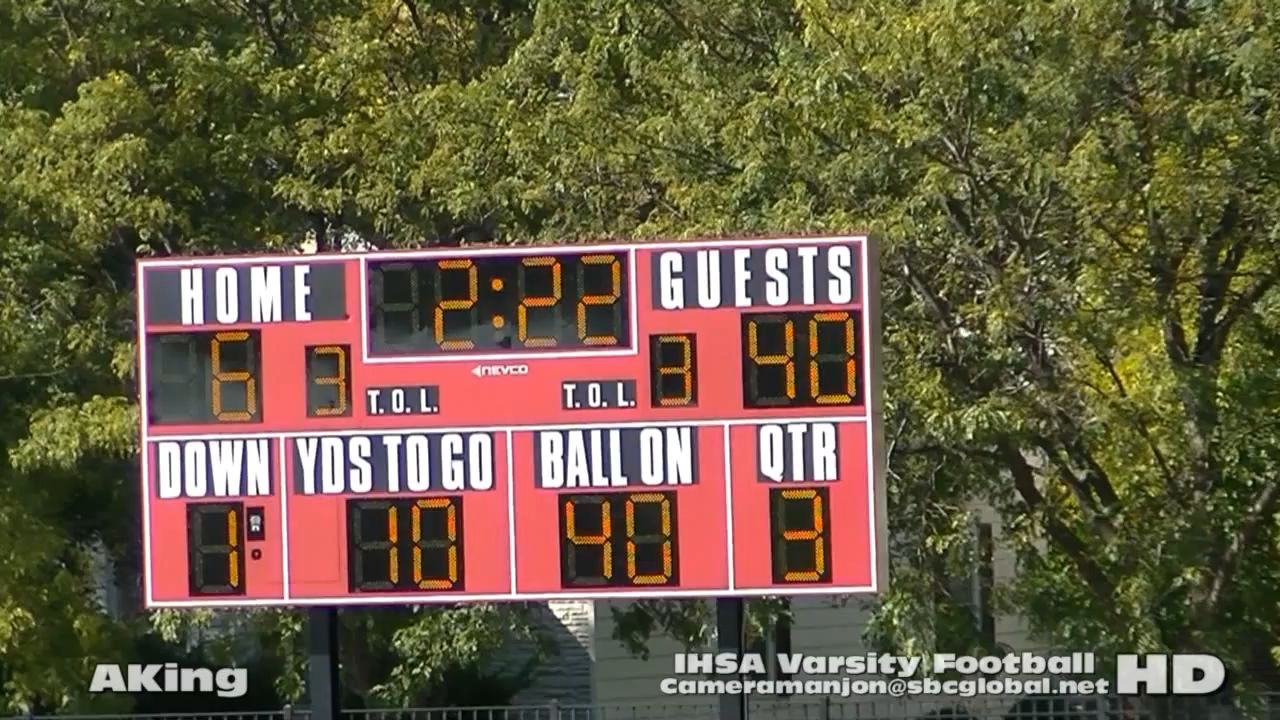 HOME 2:22 GUESTS
6 3 T.O.L. NEVCO T.O.L. 3 40
DOWN YDS TO GO BALL ON QTR
1 10 40 3
AKing
IHSA Varsity Football HD
Cameramanjon@sbcglobal.net